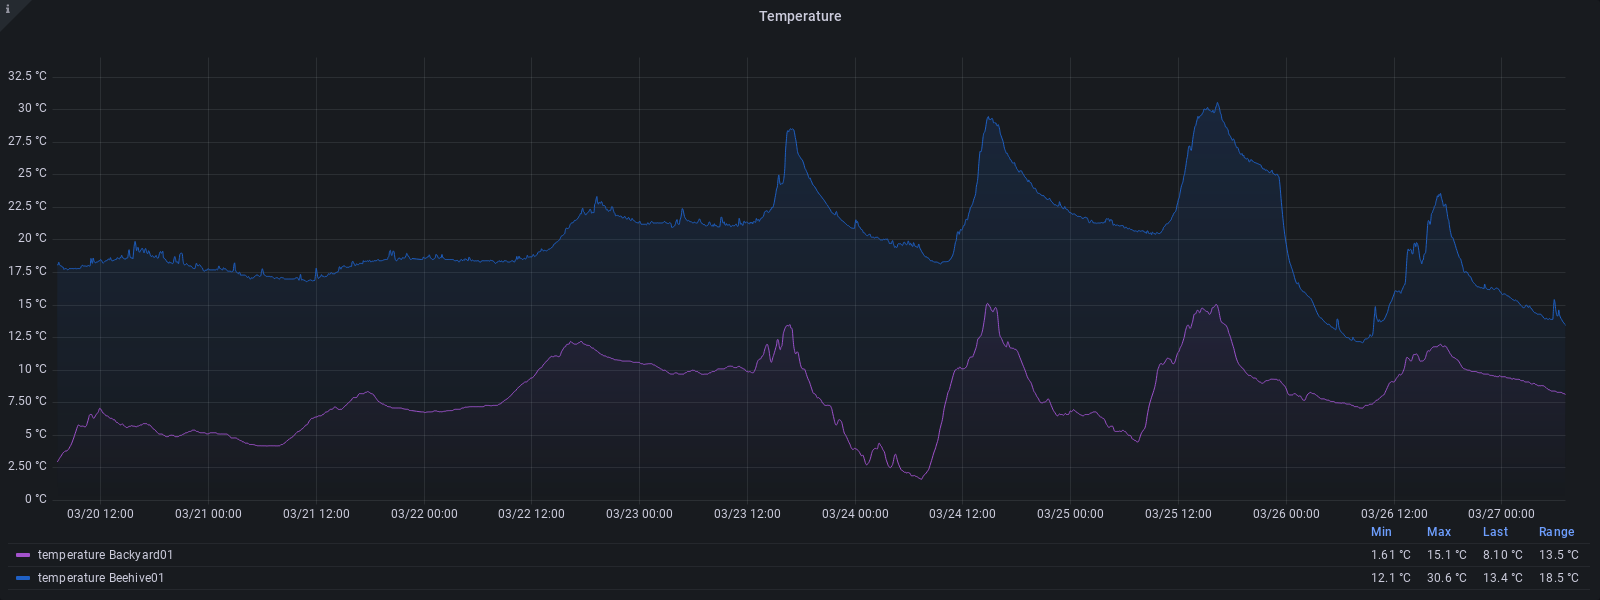 i
Temperature
32.5 °C
30 °C
27.5 °C
25 °C
22.5 °C
20 °C
17.5 °C
15 °C
12.5 °C
10 °C
7.50 °C
5 °C
2.50 °C
0 °C
03/20 12:00 03/21 00:00 03/21 12:00 03/22 00:00 03/22 12:00 03/23 00:00 03/23 12:00 03/24 00:00 03/24 12:00 03/25 00:00 03/25 12:00 03/26 00:00 03/26 12:00 03/27 00:00
Min Max Last Range
temperature Backyard01 1.61 °C 15.1 °C 8.10 °C 13.5 °C
temperature Beehive01 12.1 °C 30.6 °C 13.4 °C 18.5 °C